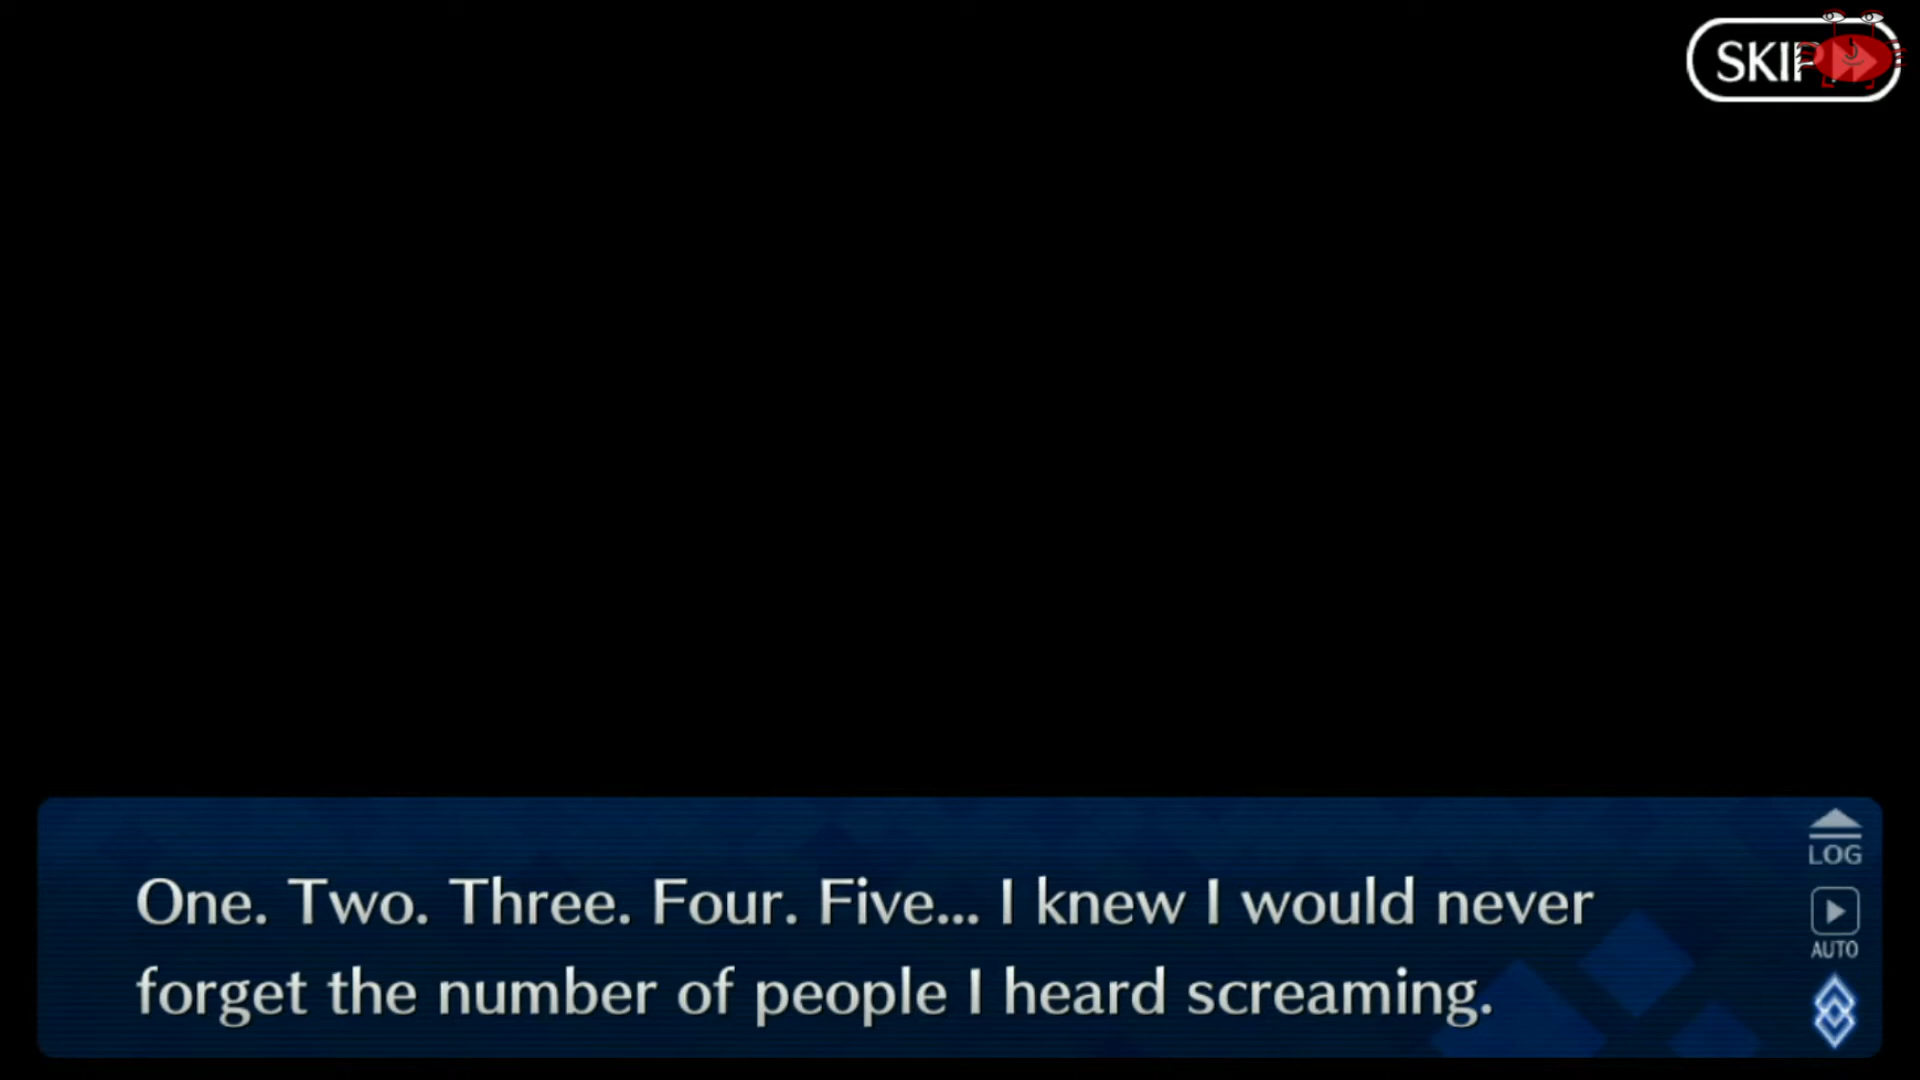 SKIP
One. Two. Three. Four. Five... I knew I would never
forget the number of people I heard screaming.
LOG
AUTO